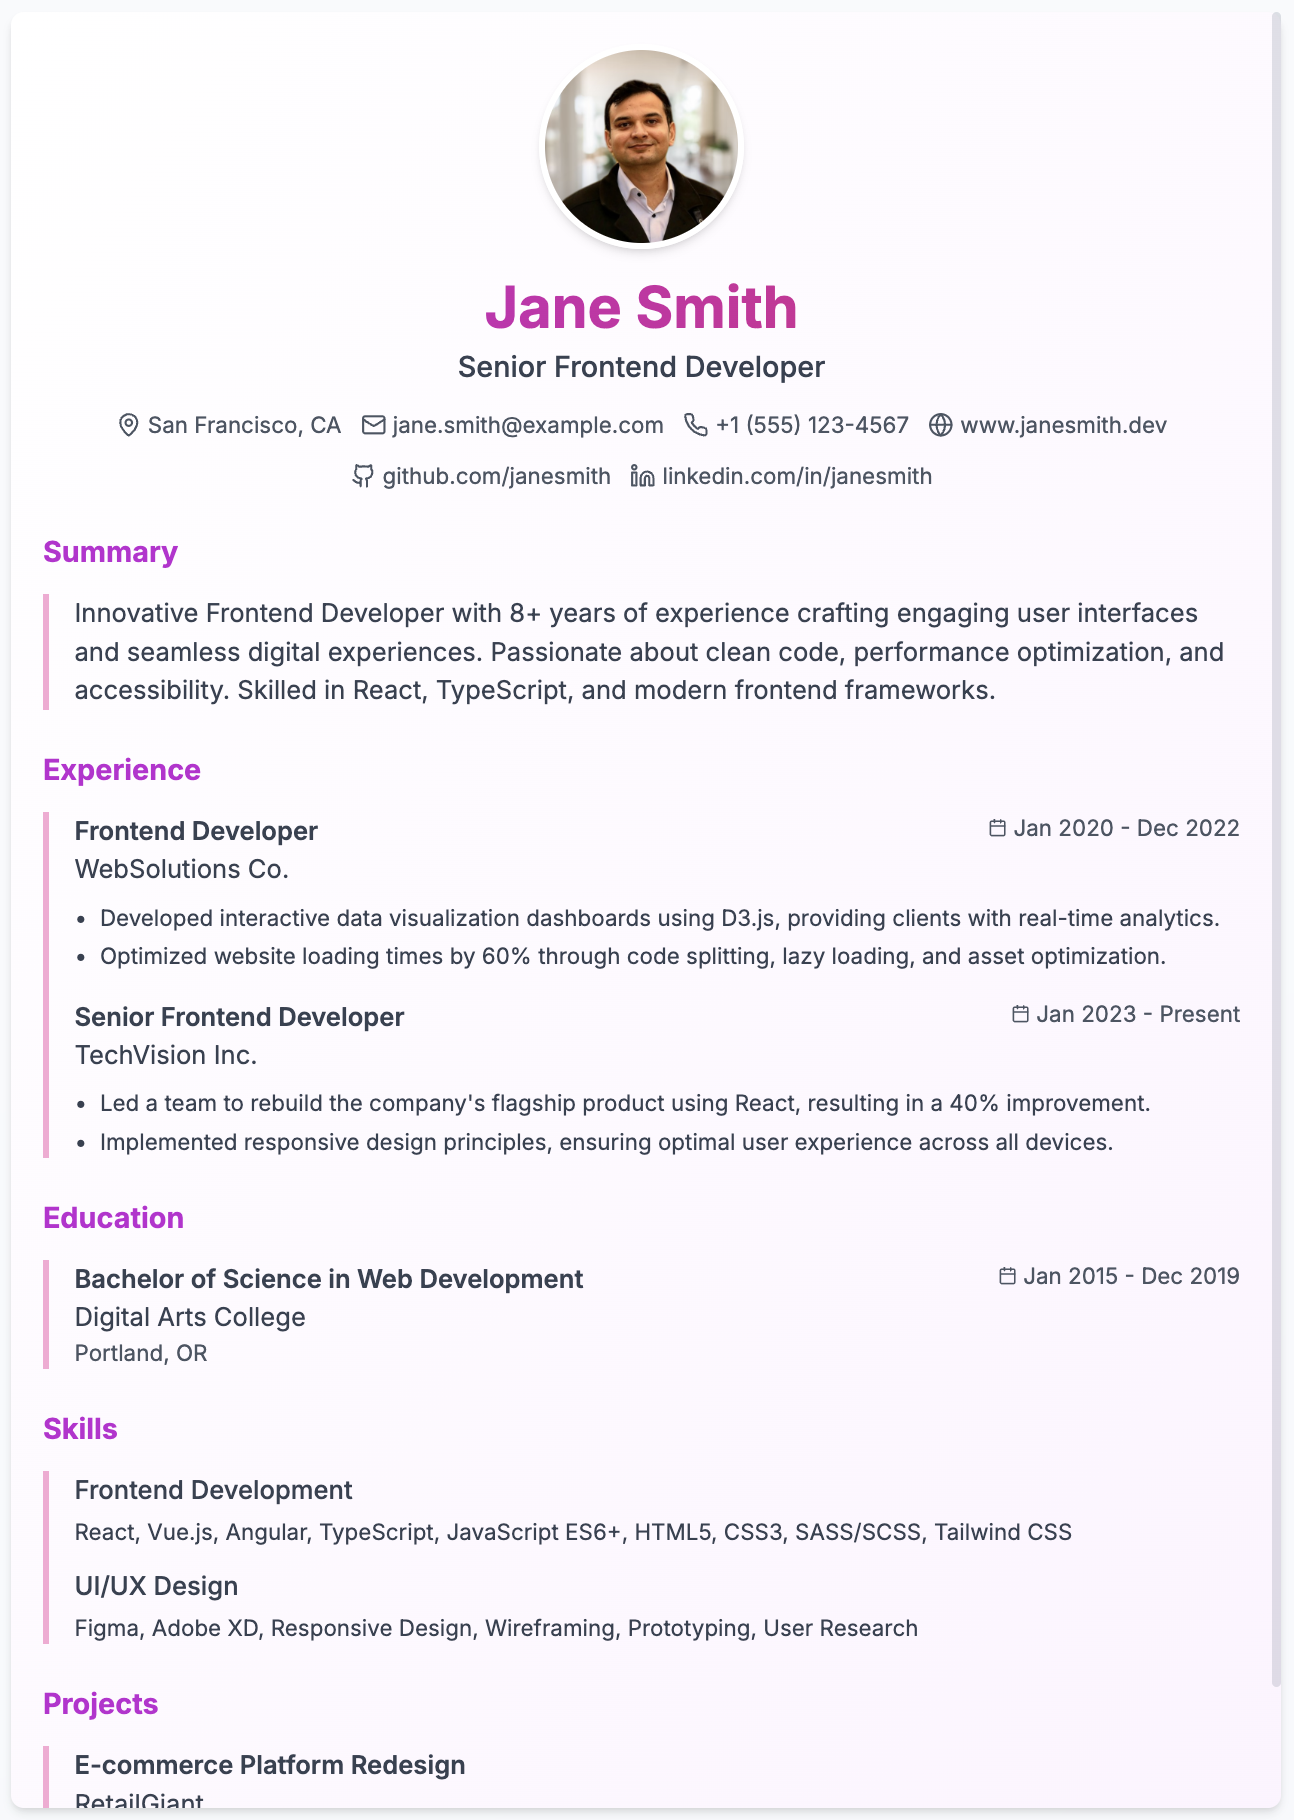 Jane Smith
Senior Frontend Developer
San Francisco, CA jane.smith@example.com +1 (555) 123-4567 www.janesmith.dev
github.com/janesmith linkedin.com/in/janesmith
Summary
Innovative Frontend Developer with 8+ years of experience crafting engaging user interfaces
and seamless digital experiences. Passionate about clean code, performance optimization, and
accessibility. Skilled in React, TypeScript, and modern frontend frameworks.
Experience
Frontend Developer Jan 2020 - Dec 2022
WebSolutions Co.
• Developed interactive data visualization dashboards using D3.js, providing clients with real-time analytics.
• Optimized website loading times by 60% through code splitting, lazy loading, and asset optimization.
Senior Frontend Developer Jan 2023 - Present
TechVision Inc.
• Led a team to rebuild the company's flagship product using React, resulting in a 40% improvement.
• Implemented responsive design principles, ensuring optimal user experience across all devices.
Education
Bachelor of Science in Web Development Jan 2015 - Dec 2019
Digital Arts College
Portland, OR
Skills
Frontend Development
React, Vue.js, Angular, TypeScript, JavaScript ES6+, HTML5, CSS3, SASS/SCSS, Tailwind CSS
UI/UX Design
Figma, Adobe XD, Responsive Design, Wireframing, Prototyping, User Research
Projects
E-commerce Platform Redesign
RetailGiant